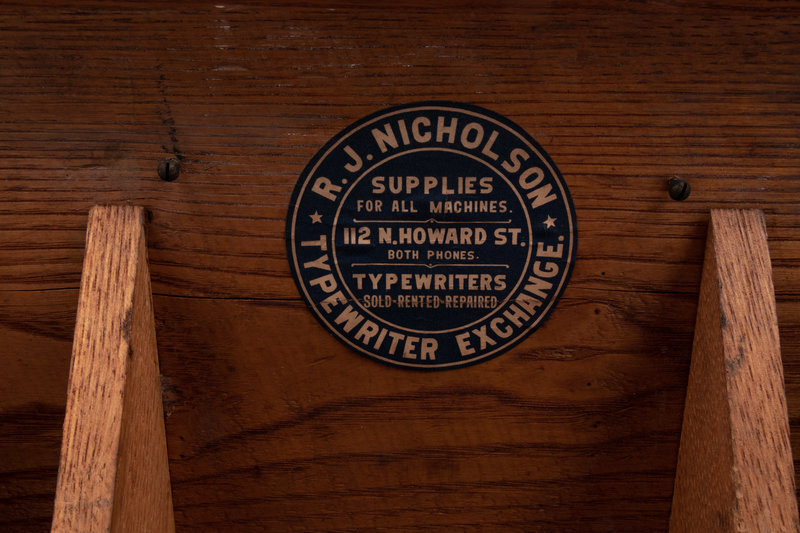 R. J. NICHOLSON
SUPPLIES
FOR ALL MACHINES.
112 N. HOWARD ST.
BOTH PHONES.
TYPEWRITERS
SOLD-RENTED-REPAIRED
TYPEWRITER EXCHANGE.